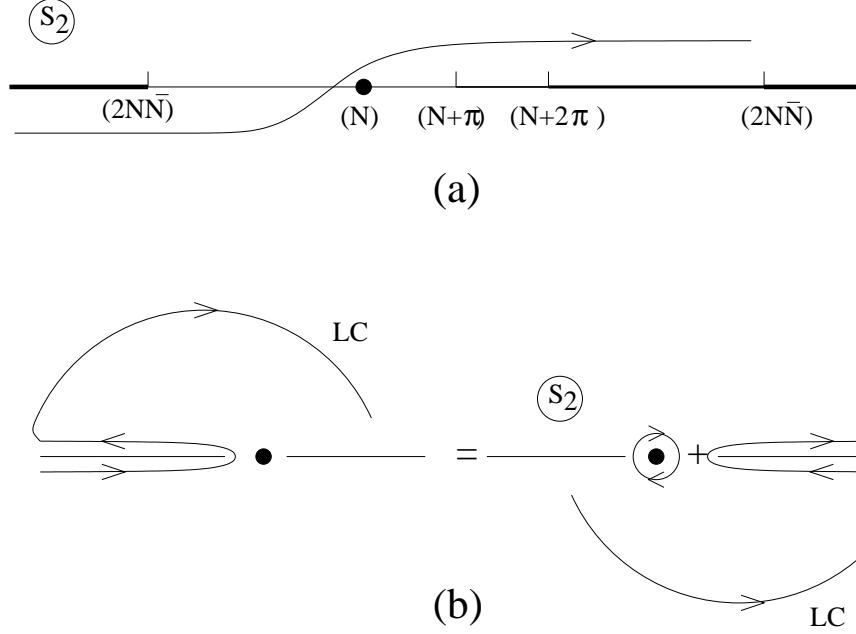 S₂
(2NN̄) (N) (N+π) (N+2π) (2NN̄)
(a)
LC
S₂
= +
LC
(b)